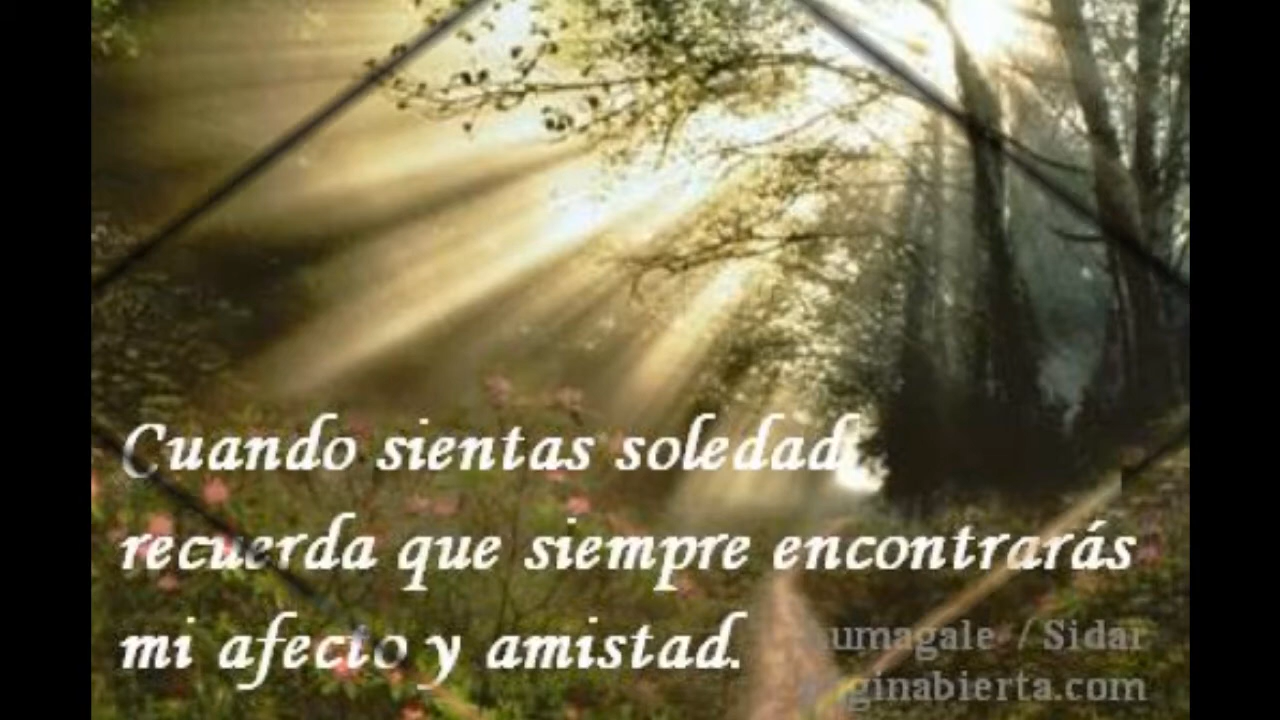 Cuando sientas soledad,
recuerda que siempre encontrarás
mi afecto y amistad.
/ Sidar